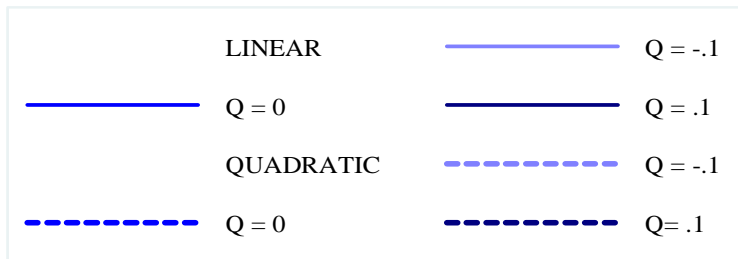 LINEAR
Q = -.1
Q = 0
Q = .1
QUADRATIC
Q = -.1
Q = 0
Q= .1